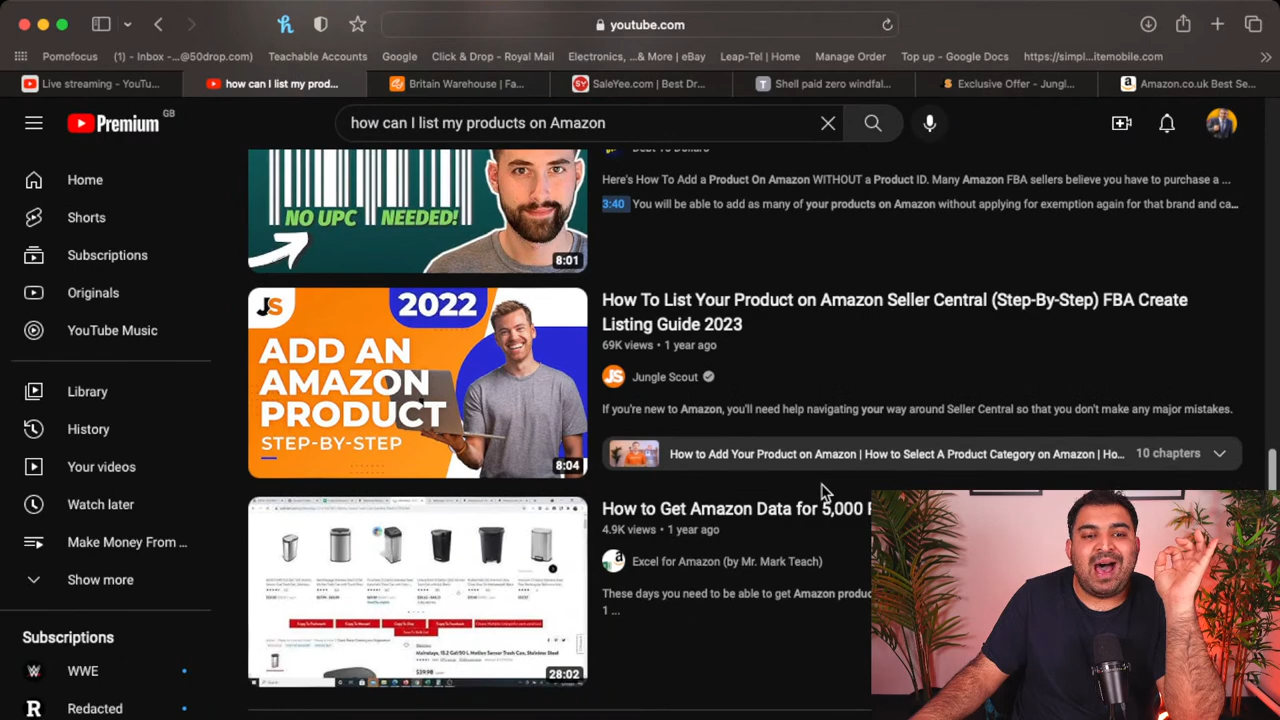 youtube.com
Pomofocus
(1) - Inbox -...@50drop.com)
Teachable Accounts
Google
Click & Drop - Royal Mail
Electronics, ...& More | eBay
Leap-Tel | Home
Manage Order
Top up - Google Docs
https://simpl...itemobile.com
Live streaming - YouTu...
how can I list my prod...
Britain Warehouse | Fa...
SaleYee.com | Best Dr...
Shell paid zero windfal...
Exclusive Offer - Jungl...
Amazon.co.uk Best Se...
Premium GB
how can I list my products on Amazon
Home
Shorts
Subscriptions
Originals
YouTube Music
Library
History
Your videos
Watch later
Make Money From ...
Show more
Subscriptions
WWE
Redacted
NO UPC NEEDED!
8:01
Debt To Dollars
Here's How To Add a Product On Amazon WITHOUT a Product ID. Many Amazon FBA sellers believe you have to purchase a ...
3:40 You will be able to add as many of your products on Amazon without applying for exemption again for that brand and ca...
JS
2022
ADD AN
AMAZON
PRODUCT
STEP-BY-STEP
8:04
How To List Your Product on Amazon Seller Central (Step-By-Step) FBA Create
Listing Guide 2023
69K views • 1 year ago
JS Jungle Scout
If you're new to Amazon, you'll need help navigating your way around Seller Central so that you don't make any major mistakes.
How to Add Your Product on Amazon | How to Select A Product Category on Amazon | Ho...
10 chapters
28:02
How to Get Amazon Data for 5,000
4.9K views • 1 year ago
Excel for Amazon (by Mr. Mark Teach)
These days you need to be able to get Amazon produc
1 ...